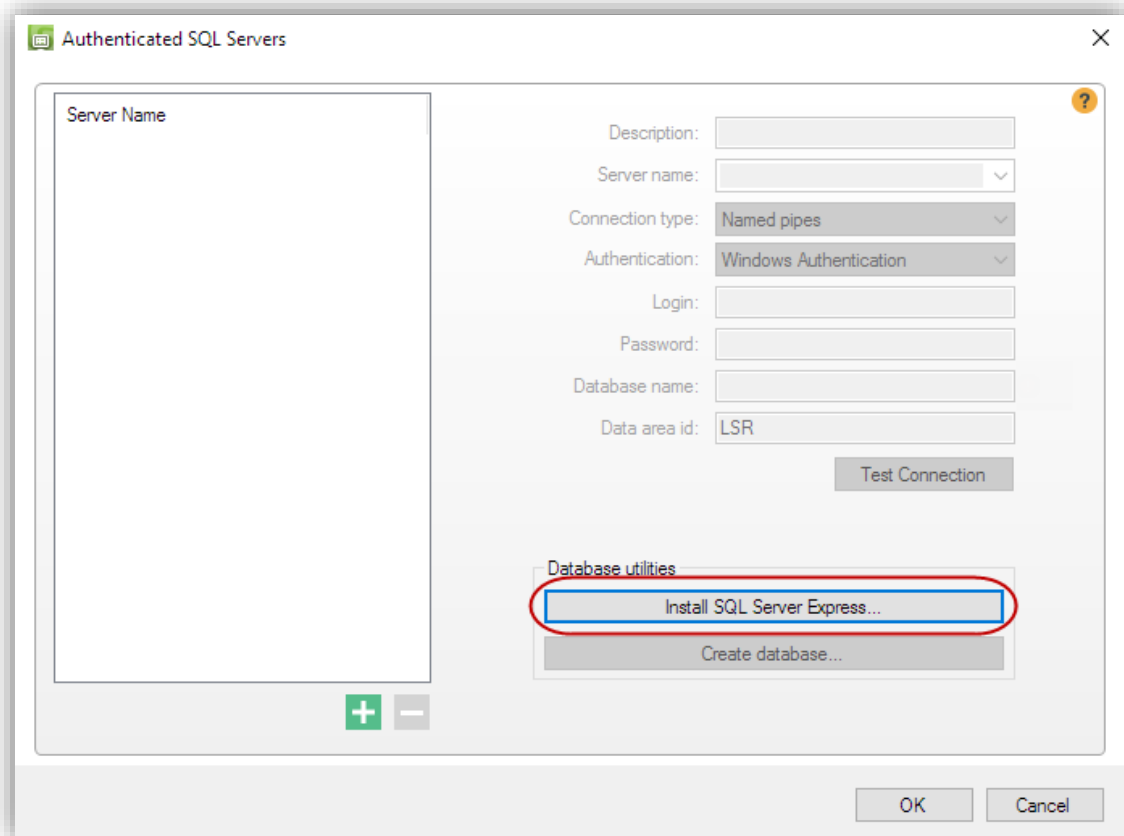 Authenticated SQL Servers
Server Name
?
Description:
Server name:
Connection type: Named pipes
Authentication: Windows Authentication
Login:
Password:
Database name:
Data area id: LSR
Test Connection
Database utilities
Install SQL Server Express...
Create database...
OK Cancel